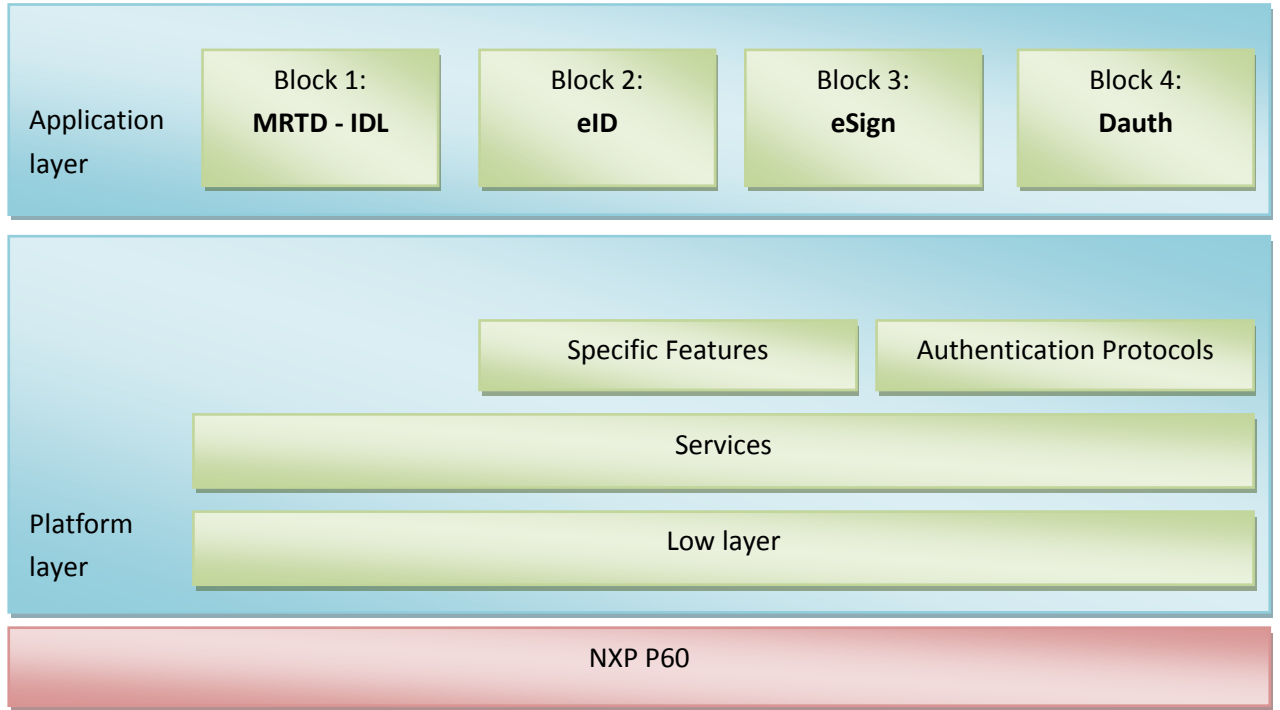 Application
layer
Block 1:
MRTD - IDL
Block 2:
eID
Block 3:
eSign
Block 4:
Dauth
Specific Features
Authentication Protocols
Services
Platform
layer
Low layer
NXP P60